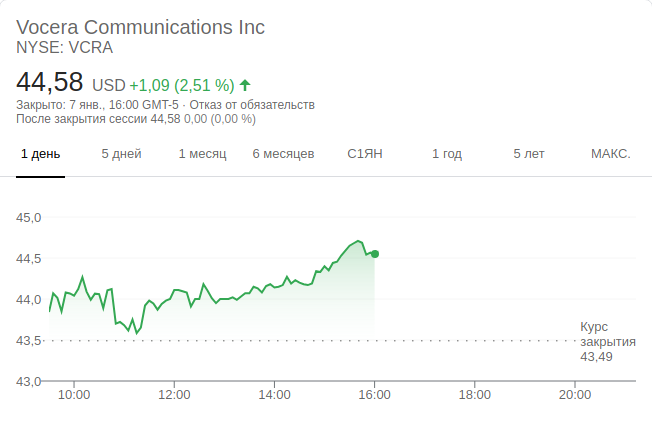 Vocera Communications Inc
NYSE: VCRA
44,58 USD +1,09 (2,51 %)
Закрыто: 7 янв., 16:00 GMT-5 · Отказ от обязательств
После закрытия сессии 44,58 0,00 (0,00 %)
1 день 5 дней 1 месяц 6 месяцев С1ЯН 1 год 5 лет МАКС.
45,0
44,5
44,0
Курс
43,5 закрытия
43,49
43,0
10:00 12:00 14:00 16:00 18:00 20:00